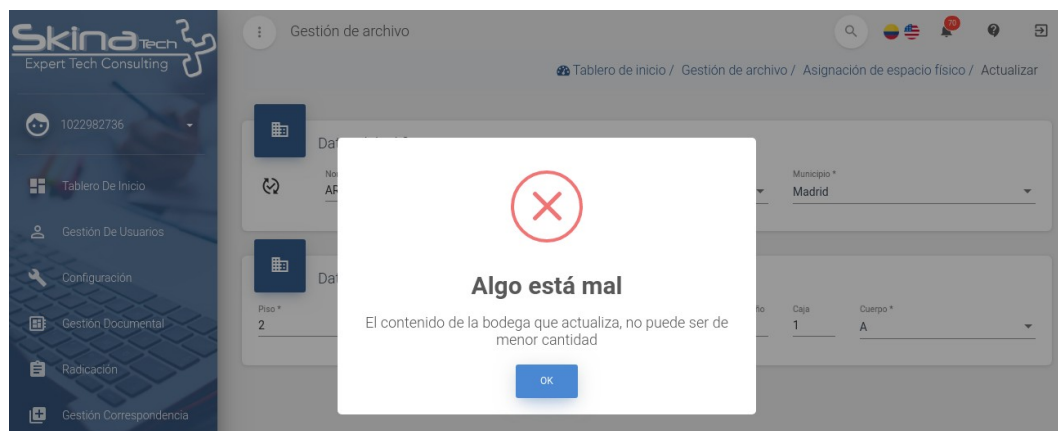 Skina Tech
Expert Tech Consulting
Gestión de archivo
70
Tablero de inicio / Gestión de archivo / Asignación de espacio físico / Actualizar
1022982736
Tablero De Inicio
Gestión De Usuarios
Configuración
Gestión Documental
Radicación
Gestión Correspondencia
Municipio *
Madrid
Piso *
2
Caja
1
Cuerpo *
A
Algo está mal
El contenido de la bodega que actualiza, no puede ser de
menor cantidad
OK